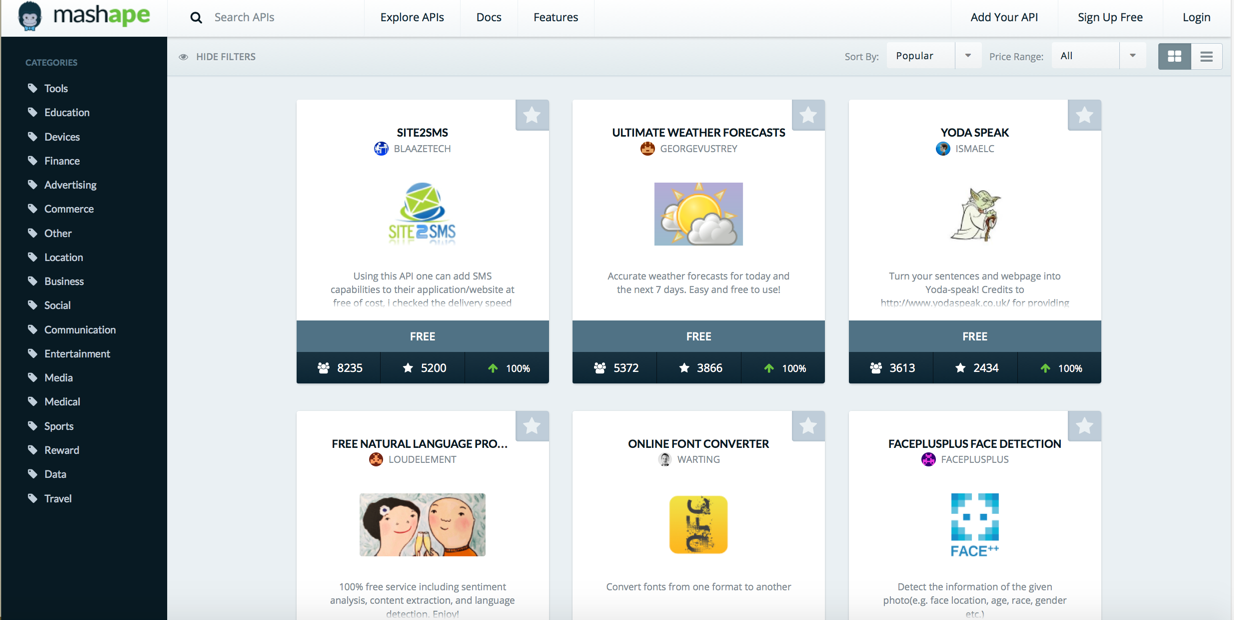 mashape
Search APIs
Explore APIs
Docs
Features
Add Your API
Sign Up Free
Login
CATEGORIES
Tools
Education
Devices
Finance
Advertising
Commerce
Other
Location
Business
Social
Communication
Entertainment
Media
Medical
Sports
Reward
Data
Travel
HIDE FILTERS
Sort By:
Popular
Price Range:
All
SITE2SMS
BLAAZETECH
SITE2SMS
Using this API one can add SMS
capabilities to their application/website at
free of cost, i checked the delivery speed
FREE
8235
5200
100%
ULTIMATE WEATHER FORECASTS
GEORGEVUSTREY
Accurate weather forecasts for today and
the next 7 days. Easy and free to use!
FREE
5372
3866
100%
YODA SPEAK
ISMAELC
Turn your sentences and webpage into
Yoda-speak! Credits to
http://www.yodaspeak.co.uk/ for providing
FREE
3613
2434
100%
FREE NATURAL LANGUAGE PRO...
LOUDELEMENT
100% free service including sentiment
analysis, content extraction, and language
detection. Enjoy!
ONLINE FONT CONVERTER
WARTING
OFC
Convert fonts from one format to another
FACEPLUSPLUS FACE DETECTION
FACEPLUSPLUS
FACE++
Detect the information of the given
photo(e.g. face location, age, race, gender
etc.)